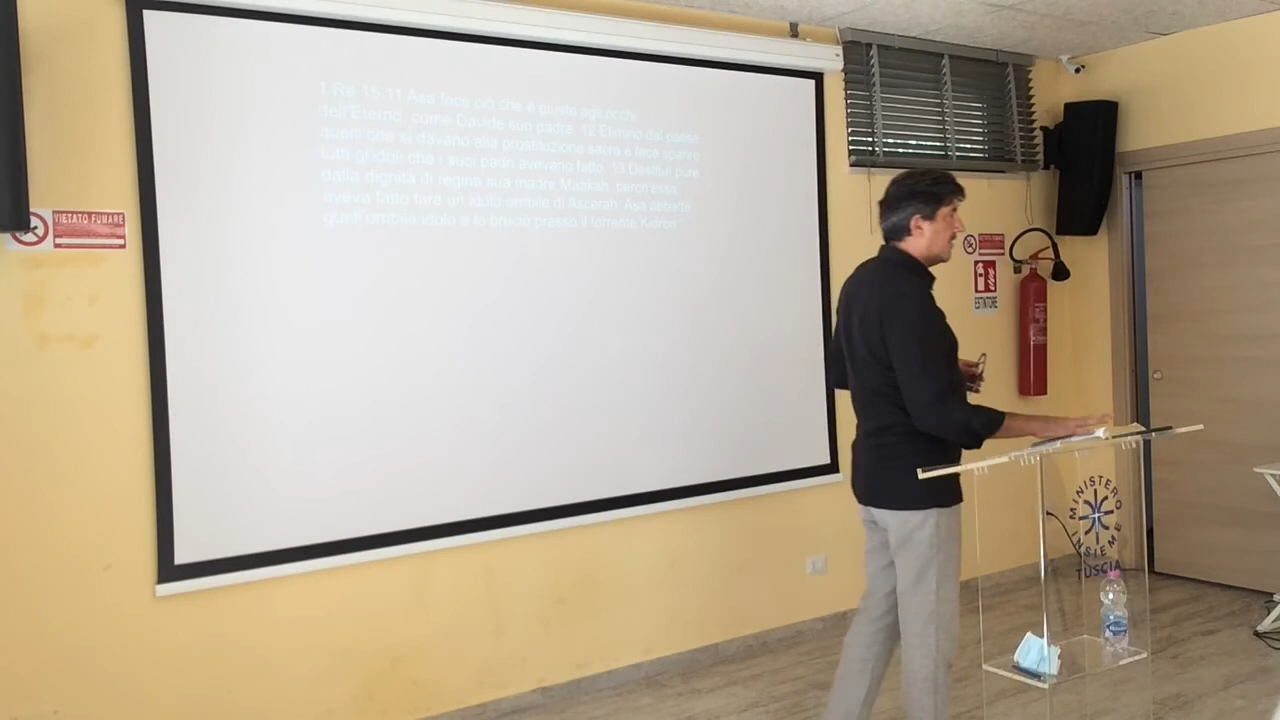 1 Re 15:11 Asa fece ciò che è giusto agli occhi
dell'Eterno, come Davide suo padre. 12 Eliminò dal paese
quelli che si davano alla prostituzione sacra e fece sparire
tutti gl'idoli che i suoi padri avevano fatto. 13 Destituì pure
dalla dignità di regina sua madre Maakah, perch'essa
aveva fatto fare un idolo orribile di Ascerah. Asa abbatté
quell'orribile idolo e lo bruciò presso il torrente Kidron
VIETATO FUMARE
VIETATO FUMARE
ESTINTORE
MINISTERO
INSIEME
TUSCIA